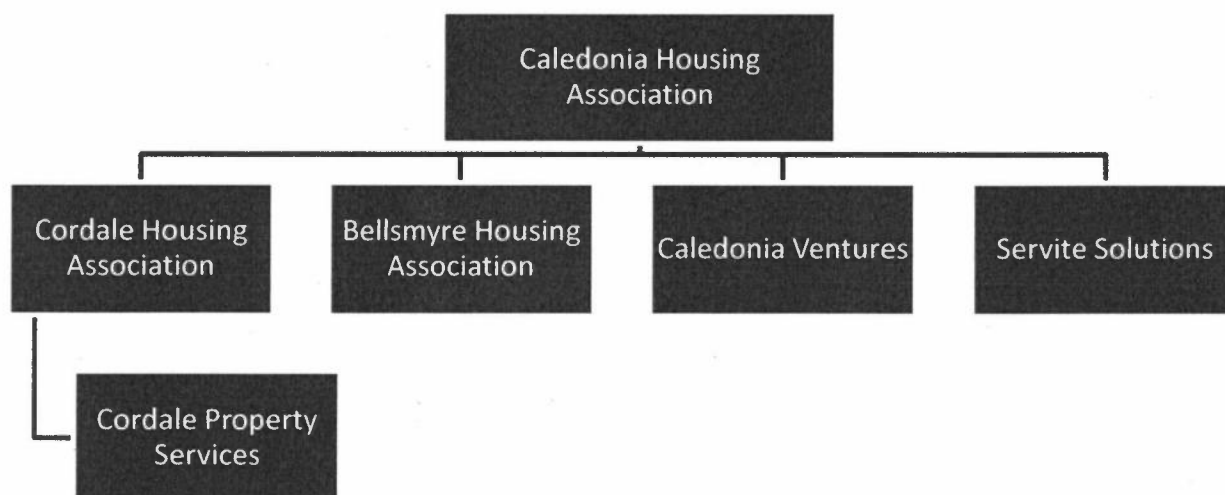 Caledonia Housing
Association
Cordale Housing
Association
Bellsmyre Housing
Association
Caledonia Ventures
Servite Solutions
Cordale Property
Services